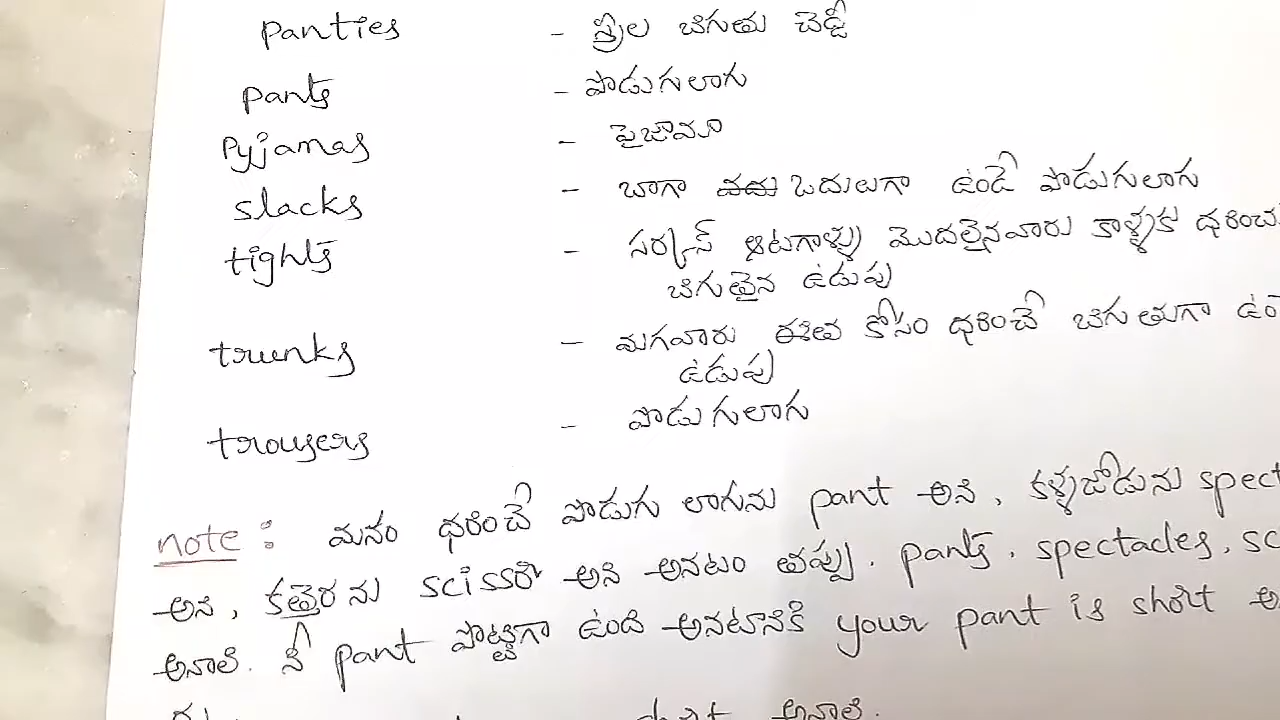 panties - స్త్రీల బిగుతు చెడ్డీ
pants - పొడుగులాగు
Pyjamas - పైజామా
slacks - బాగా ఒదులుగా ఉండే పొడుగులాగు
tights - సర్కస్ ఆటగాళ్ళు మొదలైనవారు కాళ్ళకు ధరించ
బిగుతైన ఉడుపు
trunks - మగవారు ఈత కోసం ధరించే బిగుతుగా ఉం
ఉడుపు
trousers - పొడుగులాగు
note : మనం ధరించే పొడుగు లాగును pant అని, కళ్ళజోడును spect
అని, కత్తెరను scissor అని అనటం తప్పు. pants, spectacles, sc
అనాలి. నీ pant పొట్టిగా ఉంది అనటానికి your pant is short అ
short అనాలి.